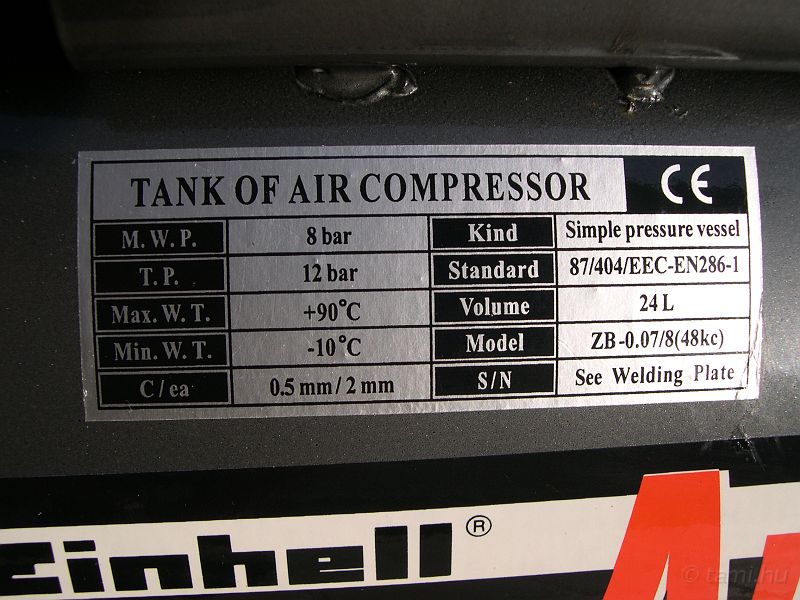 TANK OF AIR COMPRESSOR CE
M. W. P. 8 bar Kind Simple pressure vessel
T. P. 12 bar Standard 87/404/EEC-EN286-1
Max. W. T. +90°C Volume 24 L
Min. W. T. -10°C Model ZB-0.07/8(48kc)
C / ea 0.5 mm / 2 mm S/N See Welding Plate
Einhell®
© tami.hu